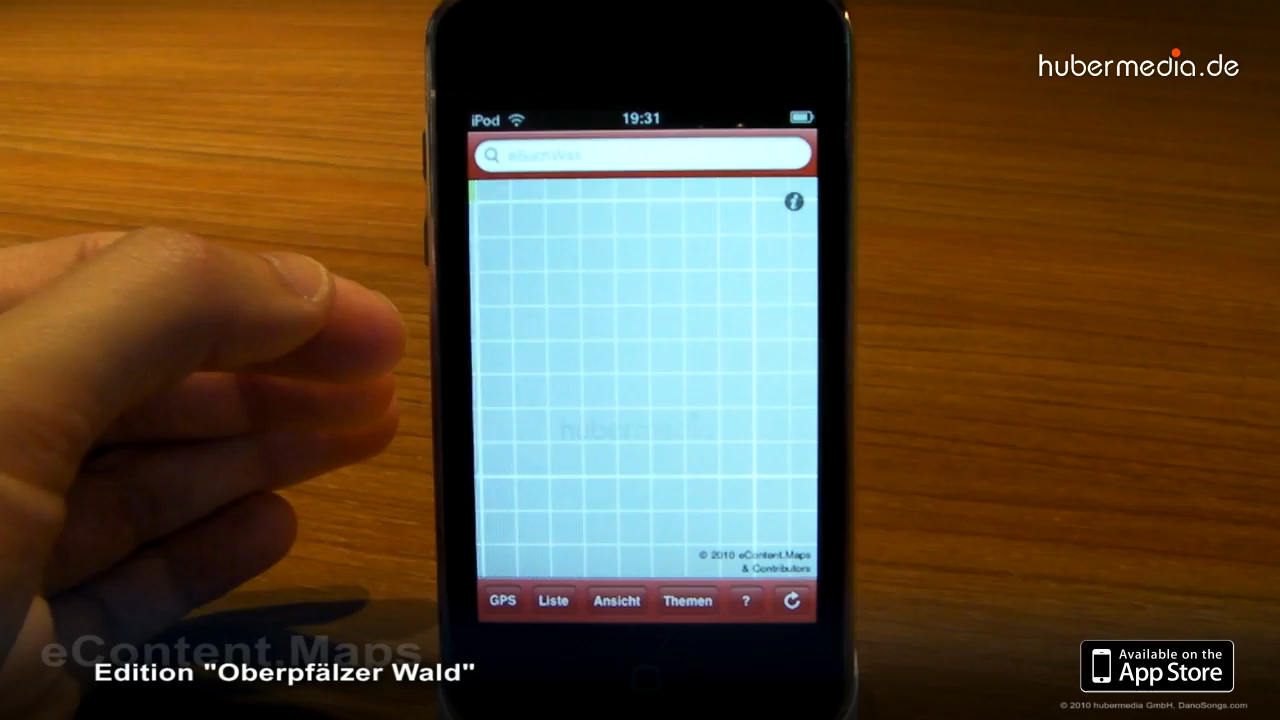 hubermedia.de
iPod
19:31
© 2010 eContent.Maps
& Contributors
GPS Liste Ansicht Themen ?
eContent.Maps
Edition "Oberpfälzer Wald"
Available on the
App Store
© 2010 hubermedia GmbH, DanoSongs.com